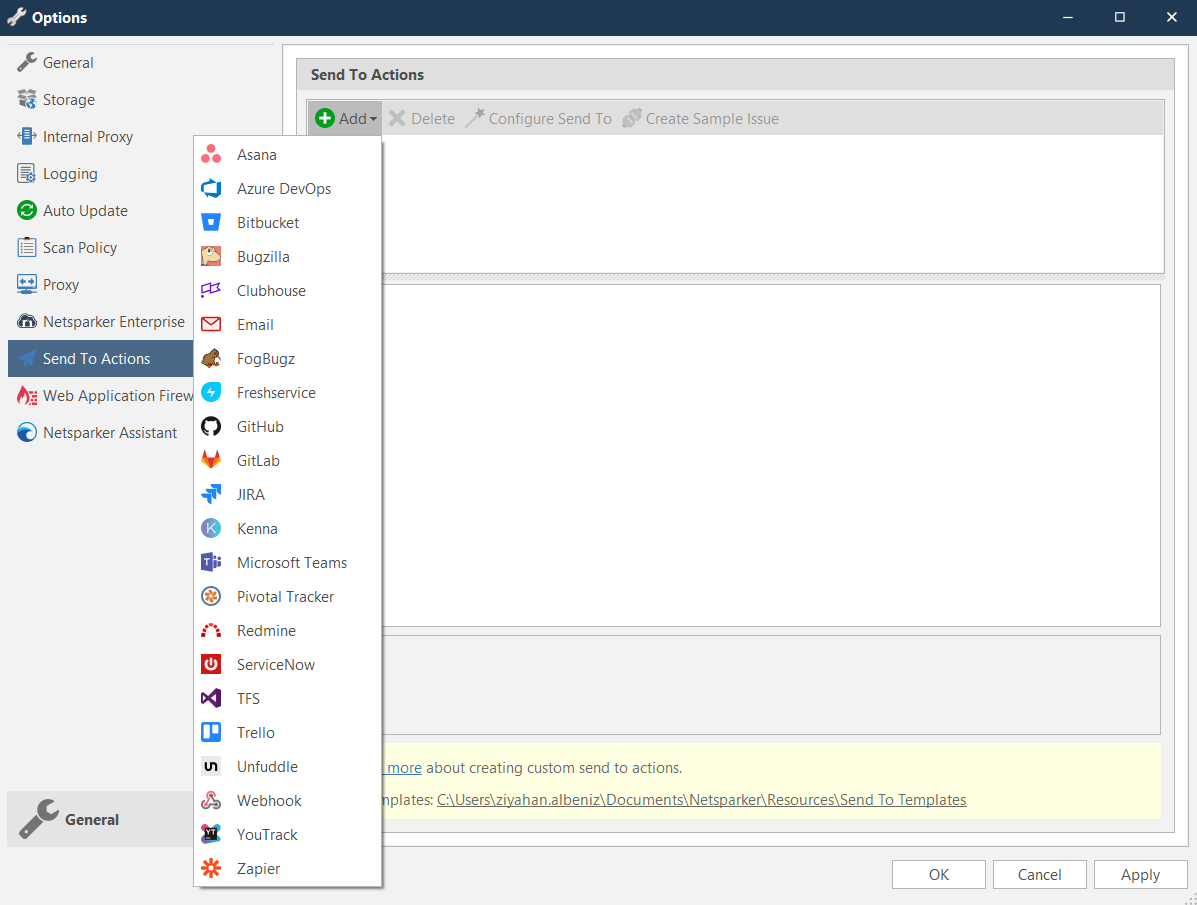 Options
General
Storage
Internal Proxy
Logging
Auto Update
Scan Policy
Proxy
Netsparker Enterprise
Send To Actions
Web Application Firew
Netsparker Assistant
General
Send To Actions
Add Delete Configure Send To Create Sample Issue
Asana
Azure DevOps
Bitbucket
Bugzilla
Clubhouse
Email
FogBugz
Freshservice
GitHub
GitLab
JIRA
Kenna
Microsoft Teams
Pivotal Tracker
Redmine
ServiceNow
TFS
Trello
Unfuddle
Webhook
YouTrack
Zapier
more about creating custom send to actions.
mplates: C:\Users\ziyahan.albeniz\Documents\Netsparker\Resources\Send To Templates
OK Cancel Apply